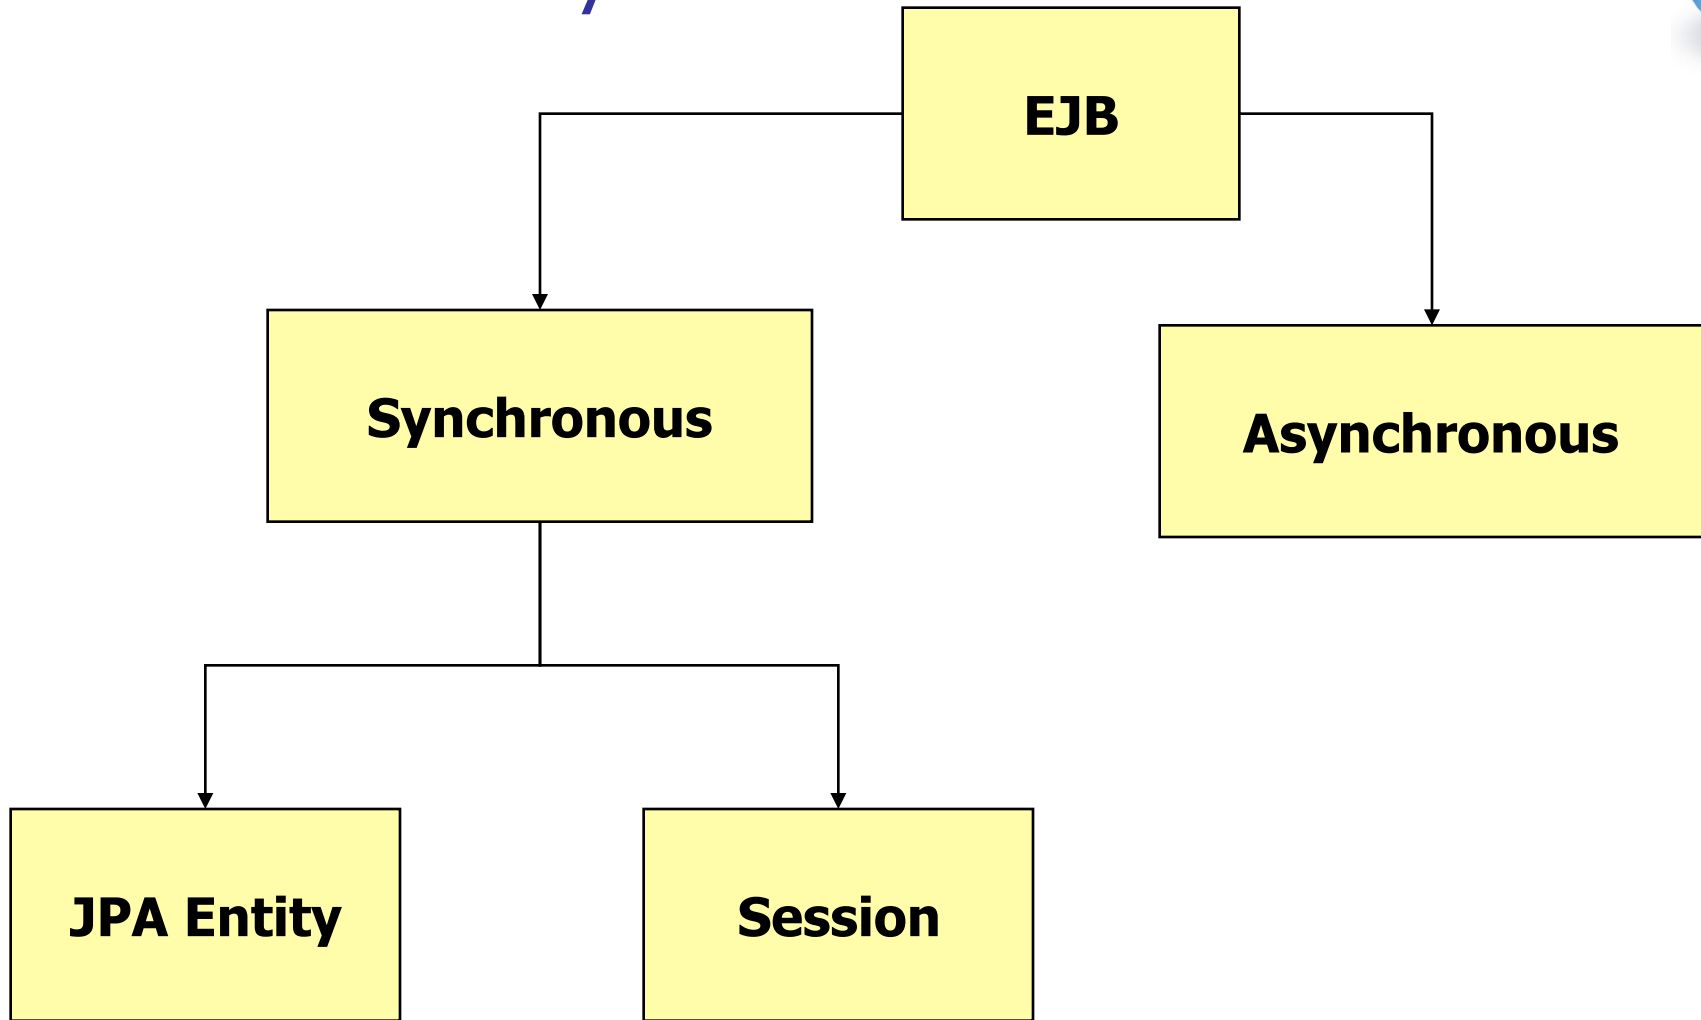 EJB
Synchronous
Asynchronous
JPA Entity
Session